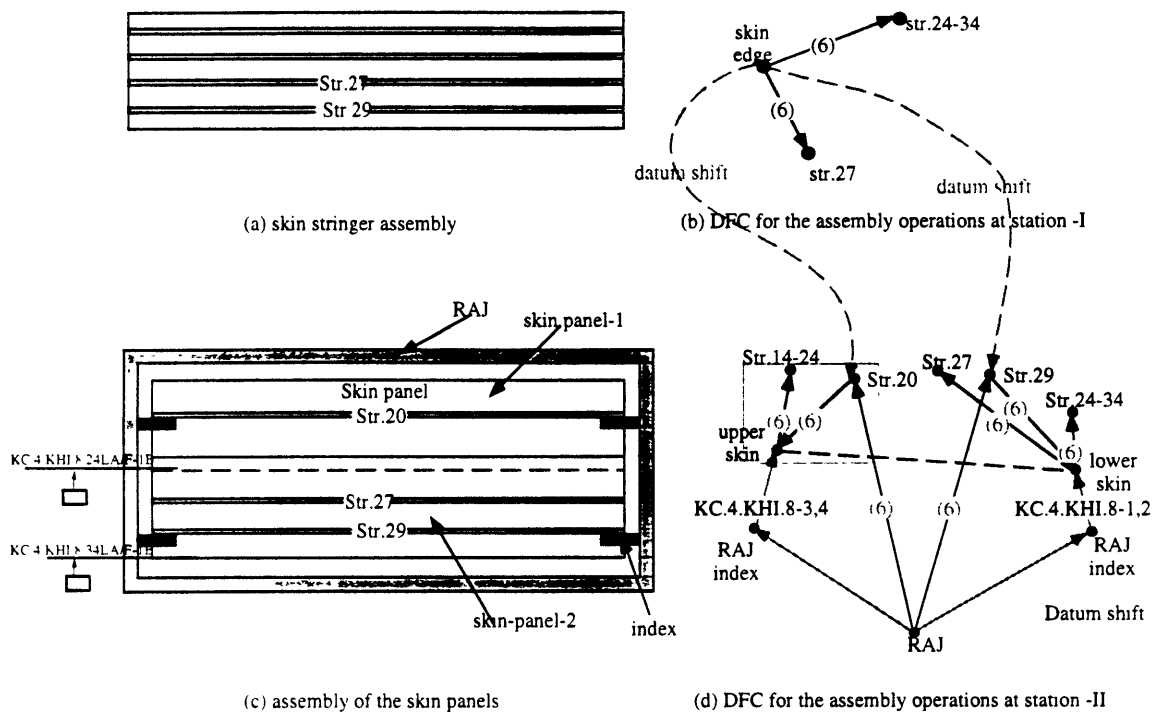 Str.27
Str 29
(a) skin stringer assembly
skin
edge
str.24-34
(6)
(6)
str.27
datum shift
datum shift
(b) DFC for the assembly operations at station -I
RAJ
skin panel-1
Skin panel
Str.20
Str.27
Str.29
skin-panel-2
index
(c) assembly of the skin panels
Str.14-24
Str.20
Str.27
Str.29
Str.24-34
(6)
(6)
(6)
(6)
(6)
upper
skin
lower
skin
KC.4.KHI.8-3,4
(6)
(6)
KC.4.KHI.8-1,2
RAJ
index
RAJ
index
Datum shift
RAJ
(d) DFC for the assembly operations at station -II